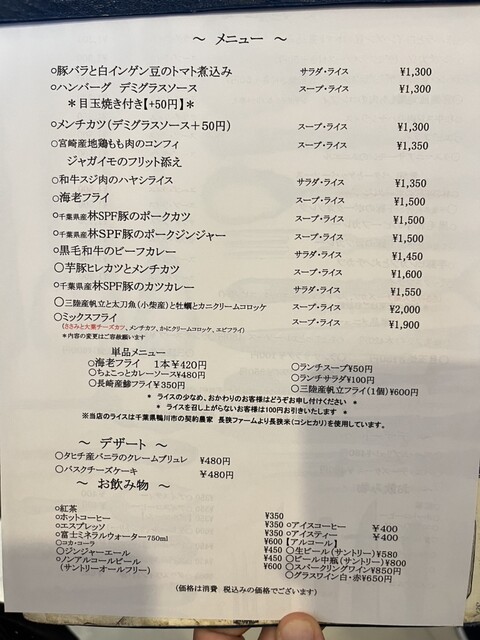 ～ メニュー ～
○豚バラと白インゲン豆のトマト煮込み サラダ・ライス ¥1,300
○ハンバーグ デミグラスソース スープ・ライス ¥1,300
＊目玉焼き付き【+50円】＊
○メンチカツ(デミグラスソース＋50円) スープ・ライス ¥1,300
○宮崎産地鶏もも肉のコンフィ スープ・ライス ¥1,350
ジャガイモのフリット添え
○和牛スジ肉のハヤシライス サラダ・ライス ¥1,350
○海老フライ スープ・ライス ¥1,500
○千葉県産林SPF豚のポークカツ スープ・ライス ¥1,500
○千葉県産林SPF豚のポークジンジャー スープ・ライス ¥1,500
○黒毛和牛のビーフカレー サラダ・ライス ¥1,450
○芋豚ヒレカツとメンチカツ スープ・ライス ¥1,600
○千葉県産林SPF豚のカツカレー サラダ・ライス ¥1,550
○三陸産帆立と太刀魚(小柴産)と牡蠣とカニクリームコロッケ スープ・ライス ¥2,000
○ミックスフライ スープ・ライス ¥1,900
(ささみと大葉チーズカツ、メンチカツ、かにクリームコロッケ、エビフライ)
＊内容の変更はご容赦願います
単品メニュー
○海老フライ 1本¥420円 ○ランチスープ¥50円
○ちょこっとカレーソース¥480円 ○ランチサラダ¥100円
○長崎産鯵フライ¥350円 ○三陸産帆立フライ(1個)¥600円
＊ ライスの少なめ、おかわりのお客様はどうぞお申し付けください ＊
＊ ライスを召し上がらないお客様は100円お引きいたします ＊
※当店のライスは千葉県鴨川市の契約農家 長狭ファームより長狭米(コシヒカリ)を使用しています。
～ デザート ～
○タヒチ産バニラのクレームブリュレ ¥480円
○バスクチーズケーキ ¥480円
～ お飲み物 ～
○紅茶 ¥350
○ホットコーヒー ¥350 ○アイスコーヒー ¥400
○エスプレッソ ¥350 ○アイスティー ¥400
○富士ミネラルウォーター750ml ¥600 【アルコール】
○コカ・コーラ ¥450 ○生ビール(サントリー)¥580
○ジンジャーエール ¥450 ○ビール中瓶(サントリー)¥800
○ノンアルコールビール ¥600 ○スパークリングワイン¥850円
(サントリーオールフリー) ○グラスワイン白・赤¥650円
(価格は消費 税込みの価格でございます)